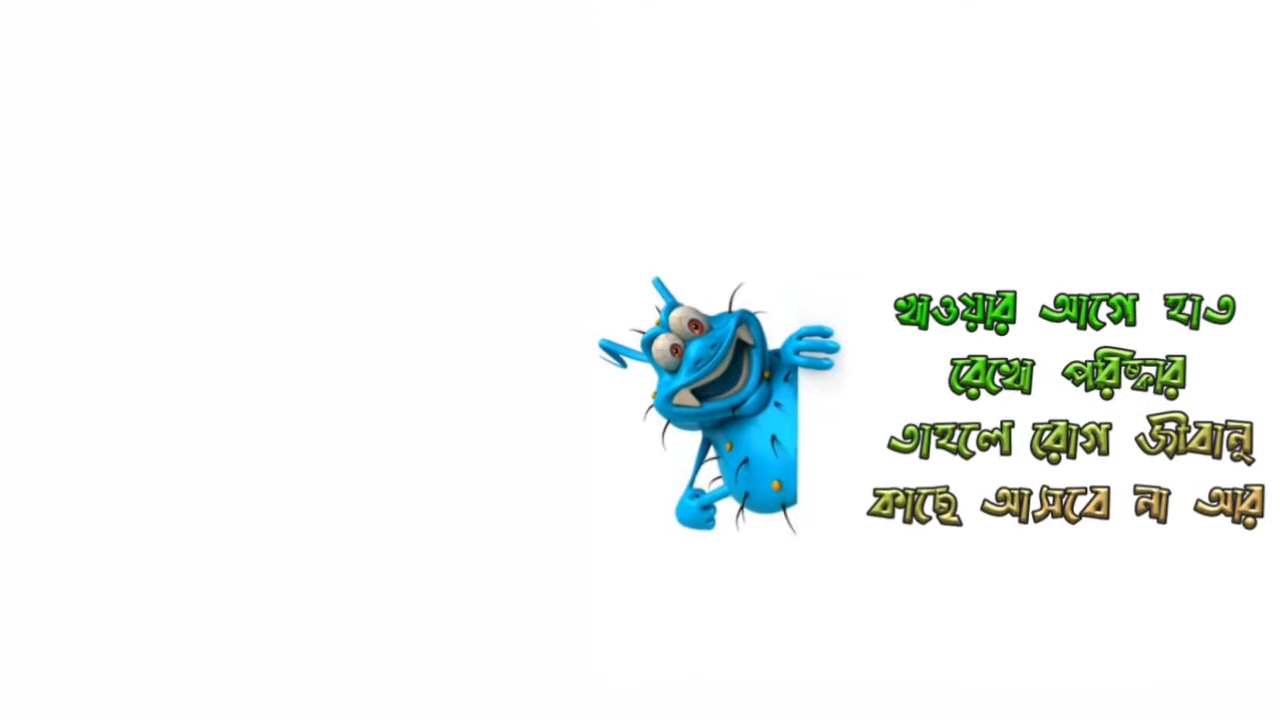 খাওয়ার আগে হাত
রেখো পরিষ্কার
তাহলে রোগ জীবানু
কাছে আসবে না আর